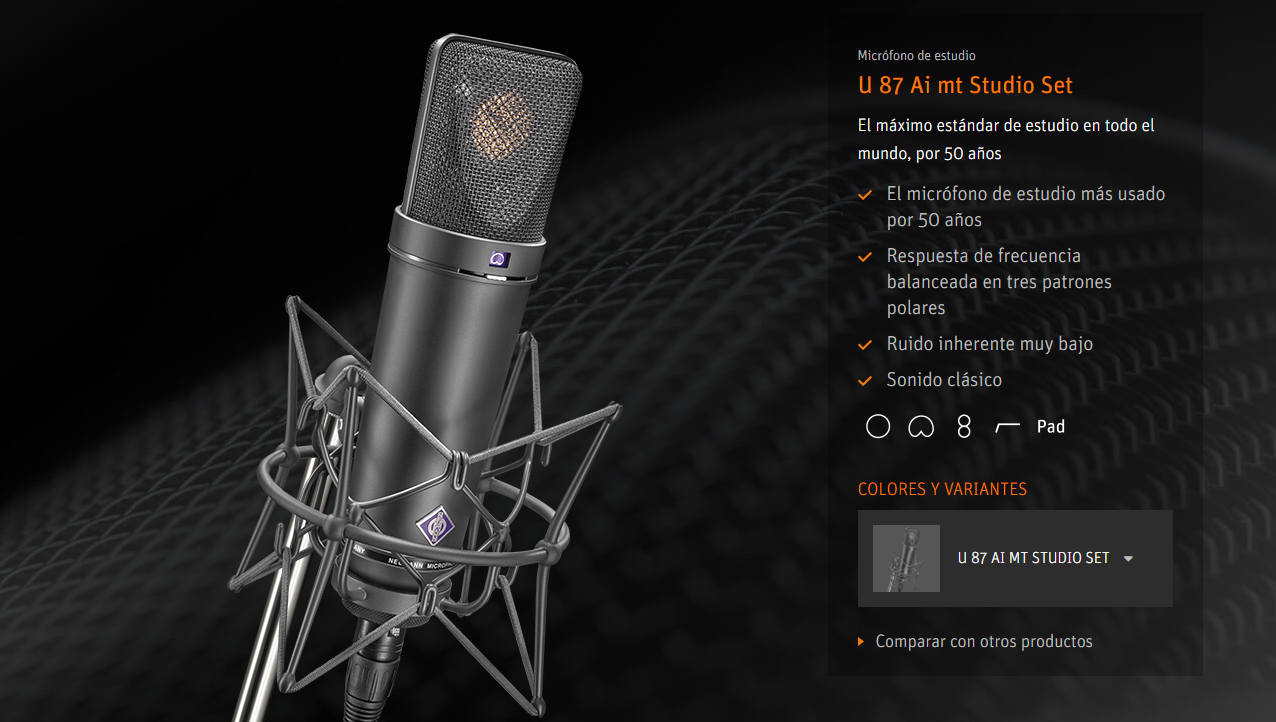 Micrófono de estudio
U 87 Ai mt Studio Set
El máximo estándar de estudio en todo el
mundo, por 50 años
El micrófono de estudio más usado
por 50 años
Respuesta de frecuencia
balanceada en tres patrones
polares
Ruido inherente muy bajo
Sonido clásico
Pad
COLORES Y VARIANTES
U 87 AI MT STUDIO SET
Comparar con otros productos